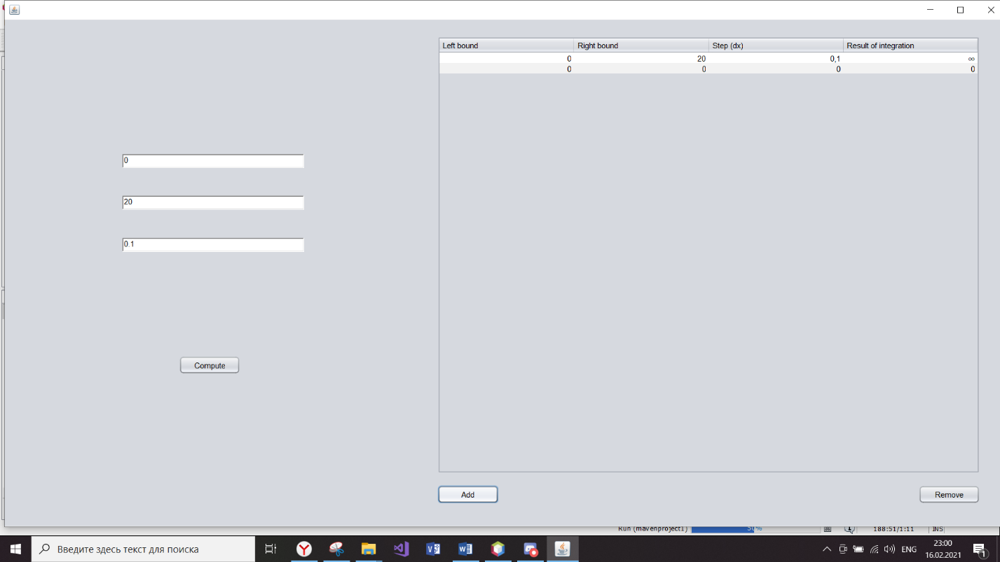 Left bound Right bound Step (dx) Result of integration
0 20 0,1 ∞
0 0 0 0
0
20
0.1
Compute
Add Remove
Run (mavenproject1) 50% 188:51/1:11 INS
Введите здесь текст для поиска ENG 23:00
16.02.2021 1